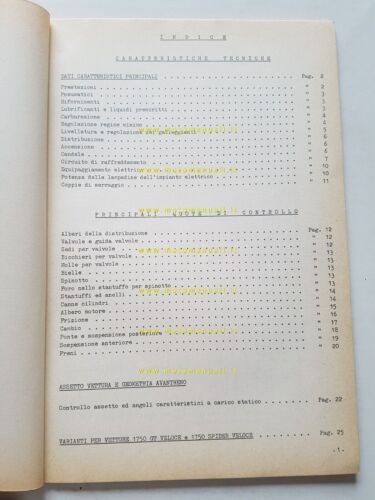 I N D I C E
CARATTERISTICHE TECNICHE
DATI CARATTERISTICI PRINCIPALI . . . . . . . . . . Pag. 2
Prestazioni . . . . . . . . . . " 2
Pneumatici . . . . . . . . . . " 3
Rifornimenti . . . . . . . . . . " 3
Lubrificanti e liquidi prescritti . . . . . . . . . . " 3
Carburazione . . . . . . . . . . " 4
Regolazione regime minimo . . . . . . . . . . " 4
Livellatura e regolazione dei galleggianti . . . . . . . . . . " 5
Distribuzione . . . . . . . . . . " 6
Accensione . . . . . . . . . . " 6
Candele . . . . . . . . . . " 6
Circuito di raffreddamento . . . . . . . . . . " 7
Equipaggiamento elettrico . . . . . . . . . . " 7
Potenza delle lampadine dell'impianto elettrico . . . . . . . . . . " 10
Coppie di serraggio . . . . . . . . . . " 11
PRINCIPALI QUOTE DI CONTROLLO
Alberi della distribuzione . . . . . . . . . . Pag. 12
Valvole e guida valvole . . . . . . . . . . " 12
Sedi per valvole . . . . . . . . . . " 12
Bicchieri per valvole . . . . . . . . . . " 13
Molle per valvole . . . . . . . . . . " 13
Bielle . . . . . . . . . . " 13
Spinotto . . . . . . . . . . " 13
Foro nello stantuffo per spinotto . . . . . . . . . . " 13
Stantuffi ed anelli . . . . . . . . . . " 14
Canne cilindri . . . . . . . . . . " 14
Albero motore . . . . . . . . . . " 15
Frizione . . . . . . . . . . " 16
Cambio . . . . . . . . . . " 17
Ponte e sospensione posteriore . . . . . . . . . . " 18
Sospensione anteriore . . . . . . . . . . " 19
Freni . . . . . . . . . . " 20
ASSETTO VETTURA E GEOMETRIA AVANTRENO
Controllo assetto ed angoli caratteristici a carico statico . . Pag. 22
VARIANTI PER VETTURE 1750 GT VELOCE e 1750 SPIDER VELOCE . . . . . . Pag. 25
- 1 -